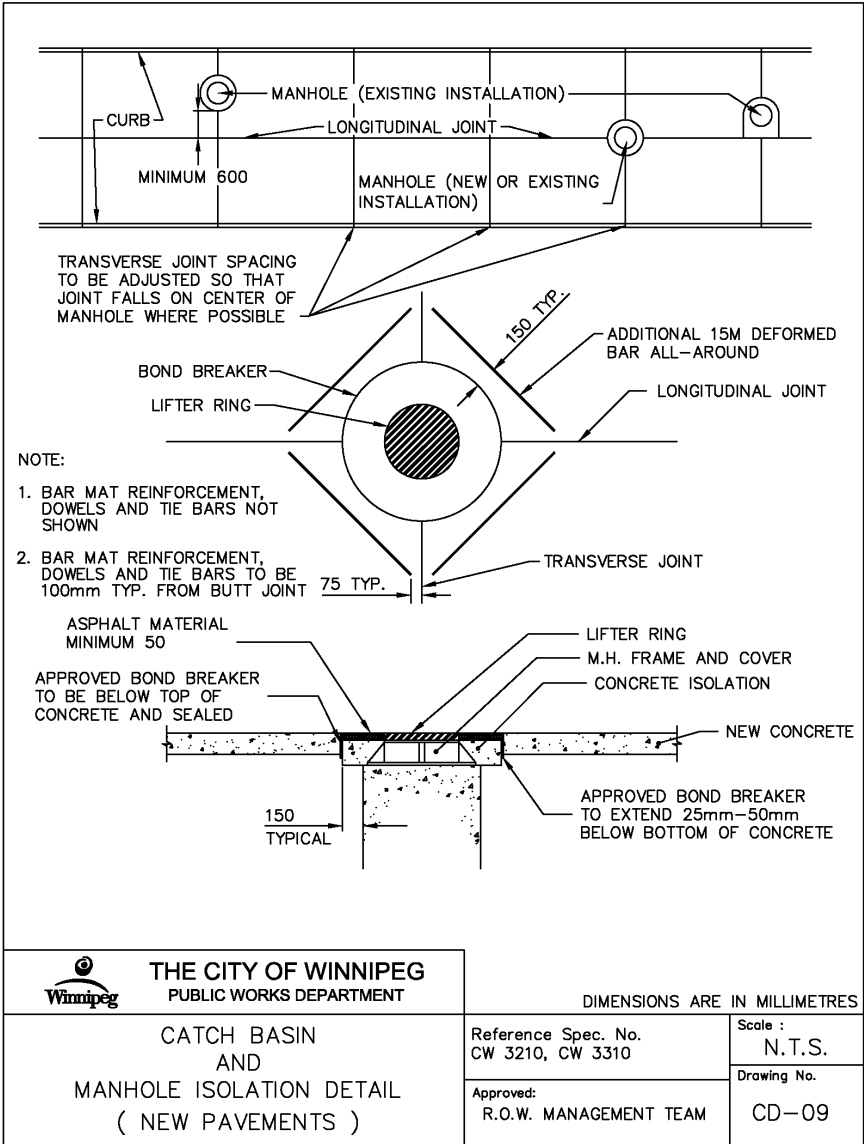 MANHOLE (EXISTING INSTALLATION)
CURB
LONGITUDINAL JOINT
MINIMUM 600
MANHOLE (NEW OR EXISTING
INSTALLATION)
TRANSVERSE JOINT SPACING
TO BE ADJUSTED SO THAT
JOINT FALLS ON CENTER OF
MANHOLE WHERE POSSIBLE
150 TYP.
ADDITIONAL 15M DEFORMED
BAR ALL-AROUND
BOND BREAKER
LIFTER RING
LONGITUDINAL JOINT
NOTE:
1. BAR MAT REINFORCEMENT,
DOWELS AND TIE BARS NOT
SHOWN
2. BAR MAT REINFORCEMENT,
DOWELS AND TIE BARS TO BE
100mm TYP. FROM BUTT JOINT
75 TYP.
TRANSVERSE JOINT
ASPHALT MATERIAL
MINIMUM 50
APPROVED BOND BREAKER
TO BE BELOW TOP OF
CONCRETE AND SEALED
LIFTER RING
M.H. FRAME AND COVER
CONCRETE ISOLATION
NEW CONCRETE
150
TYPICAL
APPROVED BOND BREAKER
TO EXTEND 25mm-50mm
BELOW BOTTOM OF CONCRETE
Winnipeg
THE CITY OF WINNIPEG
PUBLIC WORKS DEPARTMENT
DIMENSIONS ARE IN MILLIMETRES
CATCH BASIN
AND
MANHOLE ISOLATION DETAIL
( NEW PAVEMENTS )
Reference Spec. No.
CW 3210, CW 3310
Scale :
N.T.S.
Approved:
R.O.W. MANAGEMENT TEAM
Drawing No.
CD-09